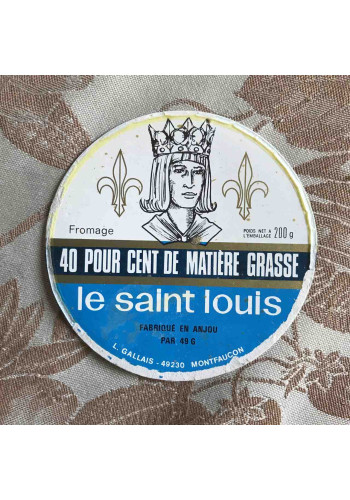 Fromage
POIDS NET A L'EMBALLAGE 200 g
40 POUR CENT DE MATIÈRE GRASSE
le saint louis
FABRIQUÉ EN ANJOU
PAR 49 G
L. GALLAIS - 49230 MONTFAUCON